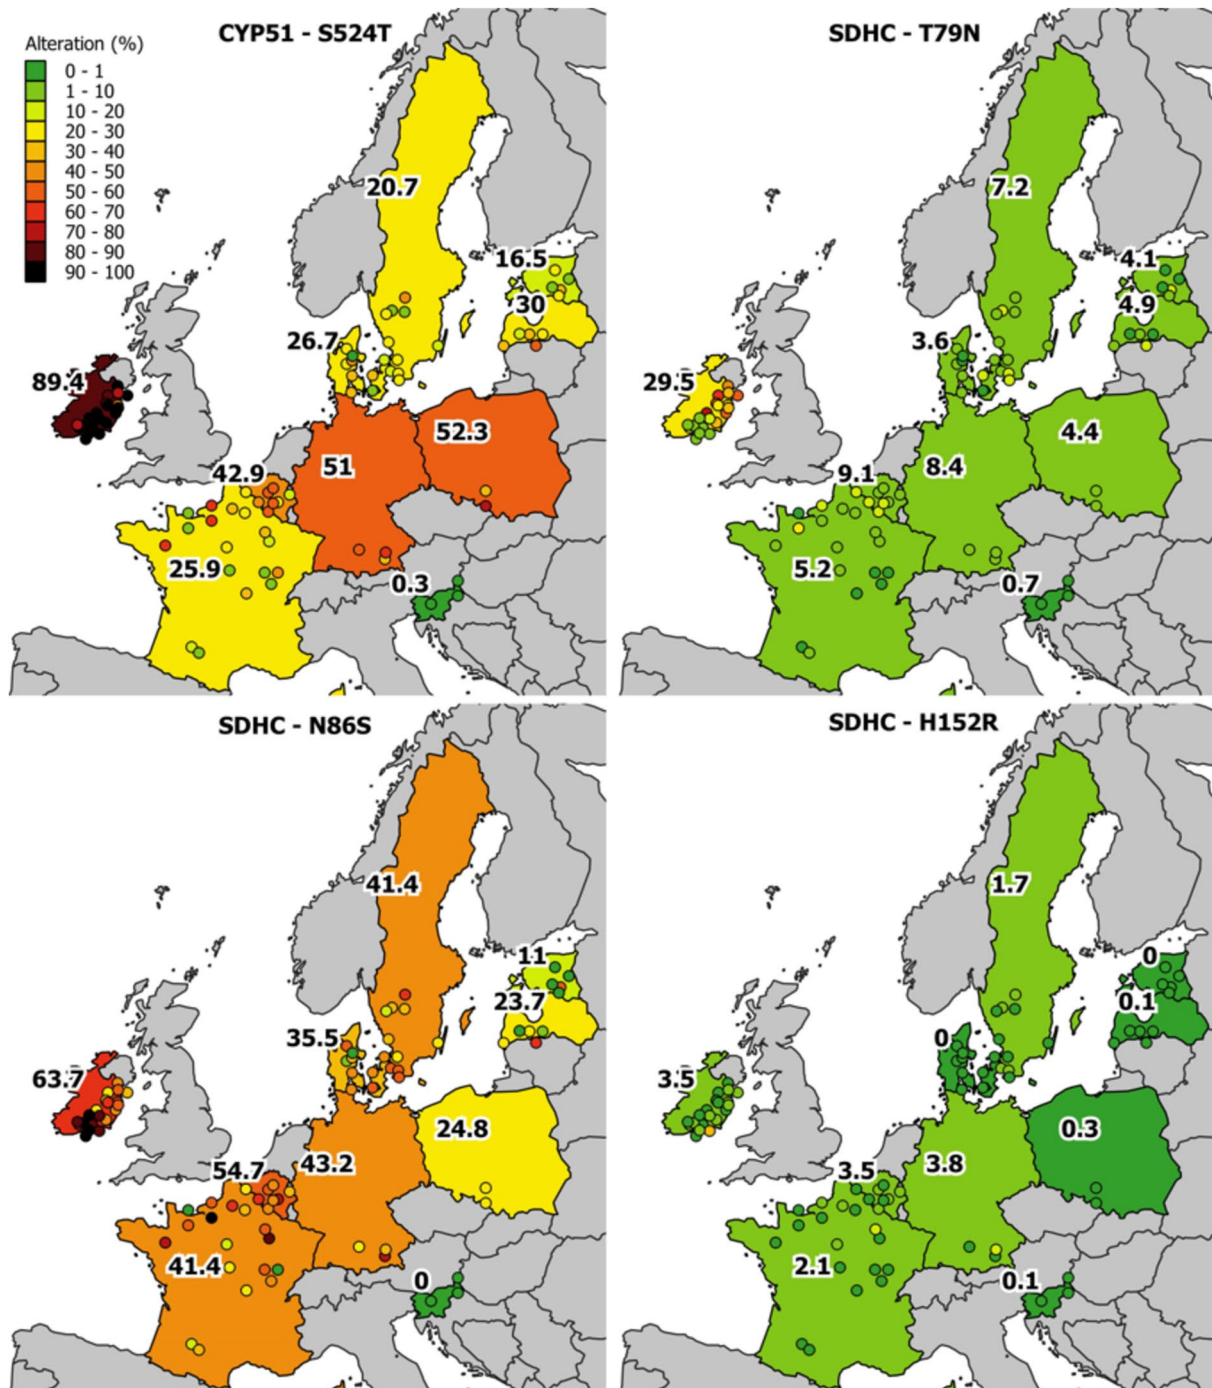 CYP51 - S524T
Alteration (%)
0 - 1
1 - 10
10 - 20
20 - 30
30 - 40
40 - 50
50 - 60
60 - 70
70 - 80
80 - 90
90 - 100
20.7
16.5
30
26.7
89.4
52.3
51
42.9
25.9
0.3
SDHC - T79N
7.2
4.1
4.9
3.6
29.5
4.4
8.4
9.1
5.2
0.7
SDHC - N86S
41.4
11
23.7
35.5
63.7
24.8
54.7
43.2
41.4
0
SDHC - H152R
1.7
0
0.1
0
3.5
0.3
3.5
3.8
2.1
0.1